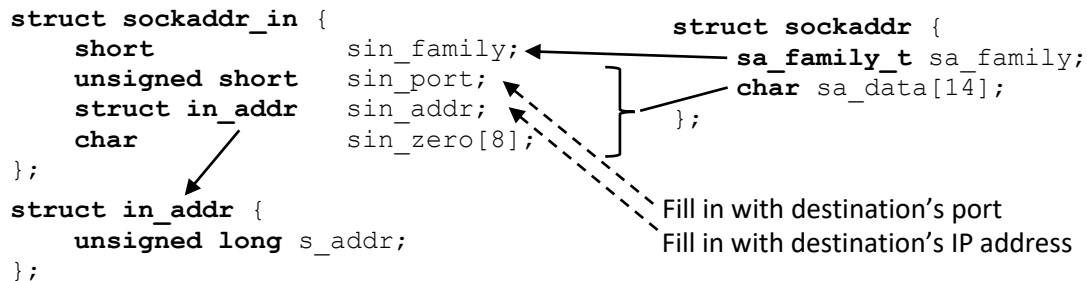 struct sockaddr_in {
    short              sin_family;
    unsigned short     sin_port;
    struct in_addr     sin_addr;
    char               sin_zero[8];
};
struct in_addr {
    unsigned long s_addr;
};
struct sockaddr {
    sa_family_t sa_family;
    char sa_data[14];
};
Fill in with destination’s port
Fill in with destination’s IP address